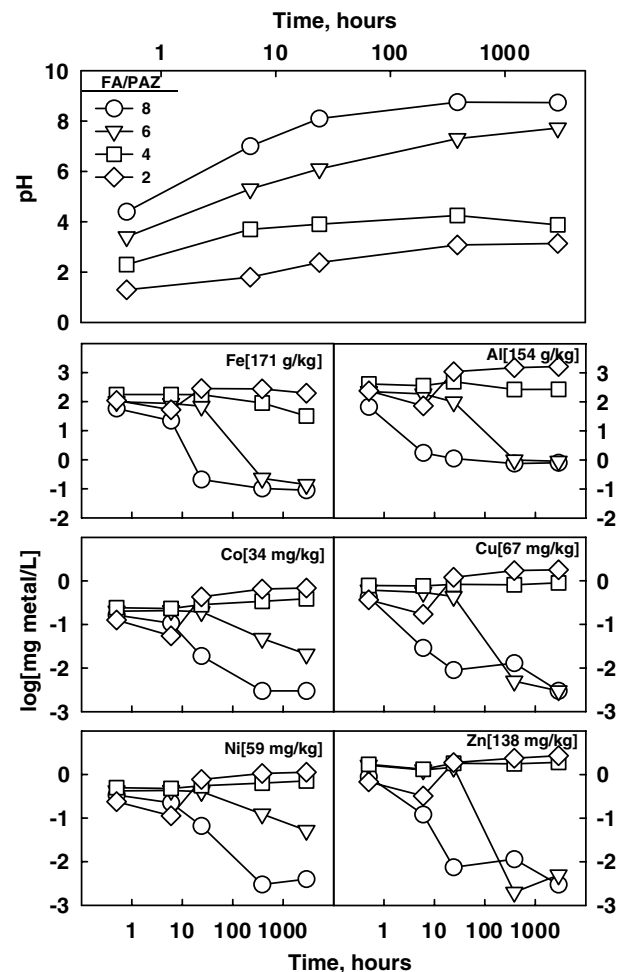 Time, hours
1 10 100 1000
10
8
6
4
2
0
pH
FA/PAZ
8
6
4
2
Fe[171 g/kg]
Al[154 g/kg]
3
2
1
0
-1
-2
3
2
1
0
-1
-2
Co[34 mg/kg]
Cu[67 mg/kg]
0
-1
-2
-3
0
-1
-2
-3
log[mg metal/L]
Ni[59 mg/kg]
Zn[138 mg/kg]
0
-1
-2
-3
0
-1
-2
-3
1 10 100 1000 1 10 100 1000
Time, hours